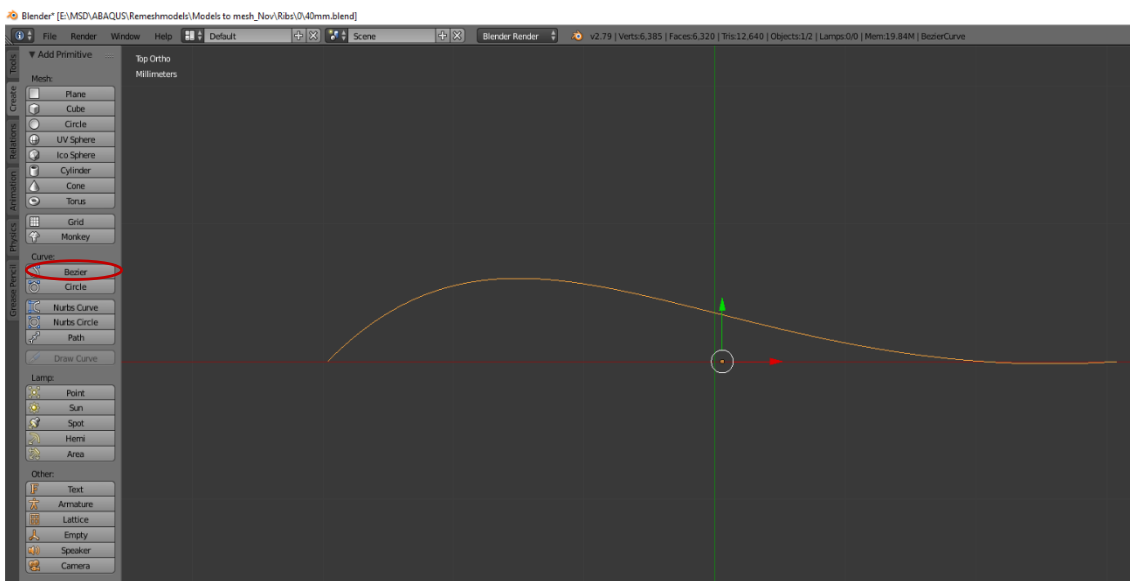 Blender* [E:\MSD\ABAQUS\Remeshmodels\Models to mesh_Nov\Ribs\0\40mm.blend]
File Render Window Help Default Scene Blender Render v2.79 | Verts:6,385 | Faces:6,320 | Tris:12,640 | Objects:1/2 | Lamps:0/0 | Mem:19.84M | BezierCurve
Tools
Create
Relations
Animation
Physics
Grease Pencil
▼ Add Primitive
Mesh:
Plane
Cube
Circle
UV Sphere
Ico Sphere
Cylinder
Cone
Torus
Grid
Monkey
Curve:
Bezier
Circle
Nurbs Curve
Nurbs Circle
Path
Draw Curve
Lamp:
Point
Sun
Spot
Hemi
Area
Other:
Text
Armature
Lattice
Empty
Speaker
Camera
Top Ortho
Millimeters